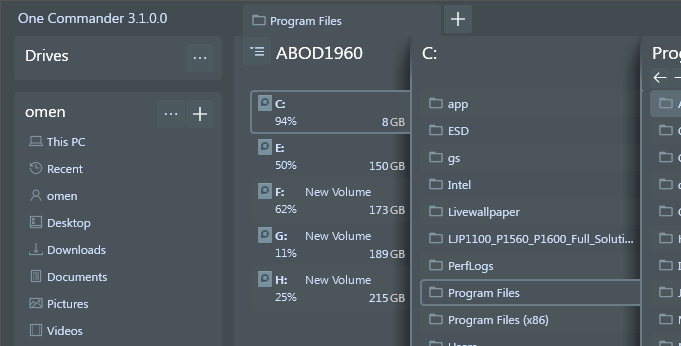 One Commander 3.1.0.0
Program Files
+
Drives
...
ABOD1960
C:
Prog
omen
... +
This PC
Recent
omen
Desktop
Downloads
Documents
Pictures
Videos
C:
94% 8 GB
E:
50% 150 GB
F: New Volume
62% 173 GB
G: New Volume
11% 189 GB
H: New Volume
25% 215 GB
app
ESD
gs
Intel
Livewallpaper
LJP1100_P1560_P1600_Full_Soluti...
PerfLogs
Program Files
Program Files (x86)
Users